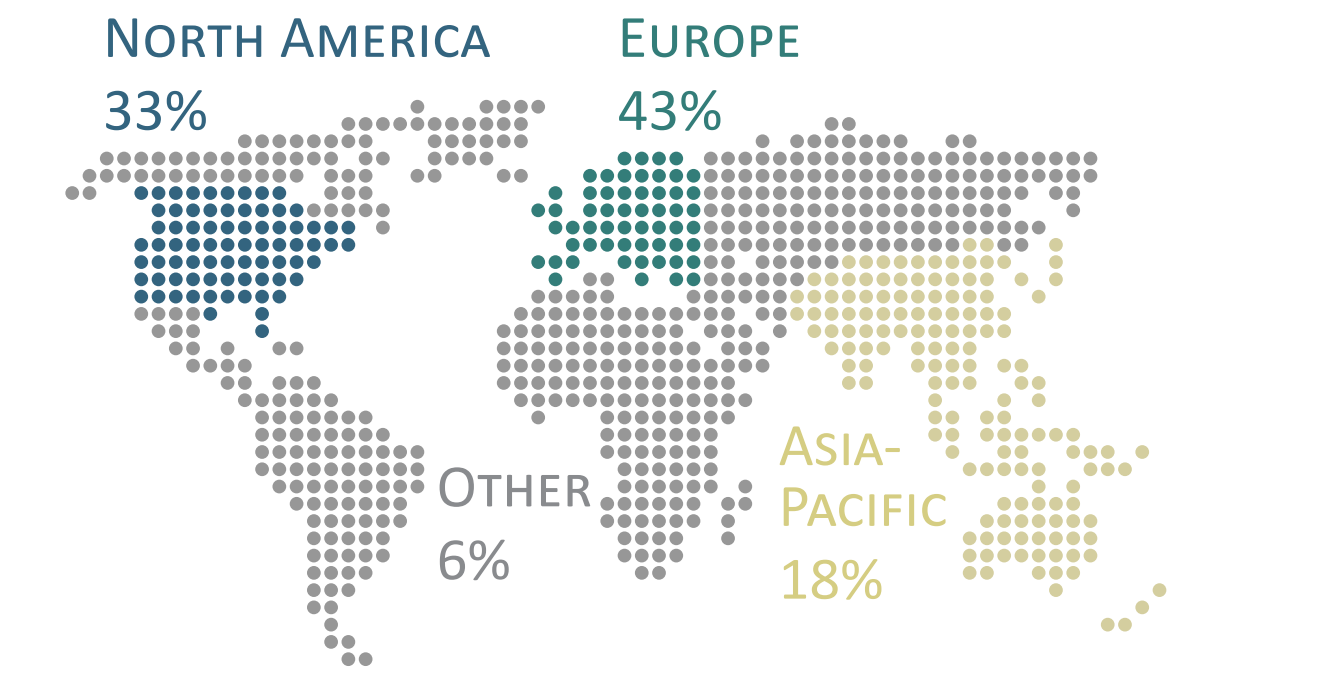 North America
33%
Europe
43%
Other
6%
Asia-
Pacific
18%